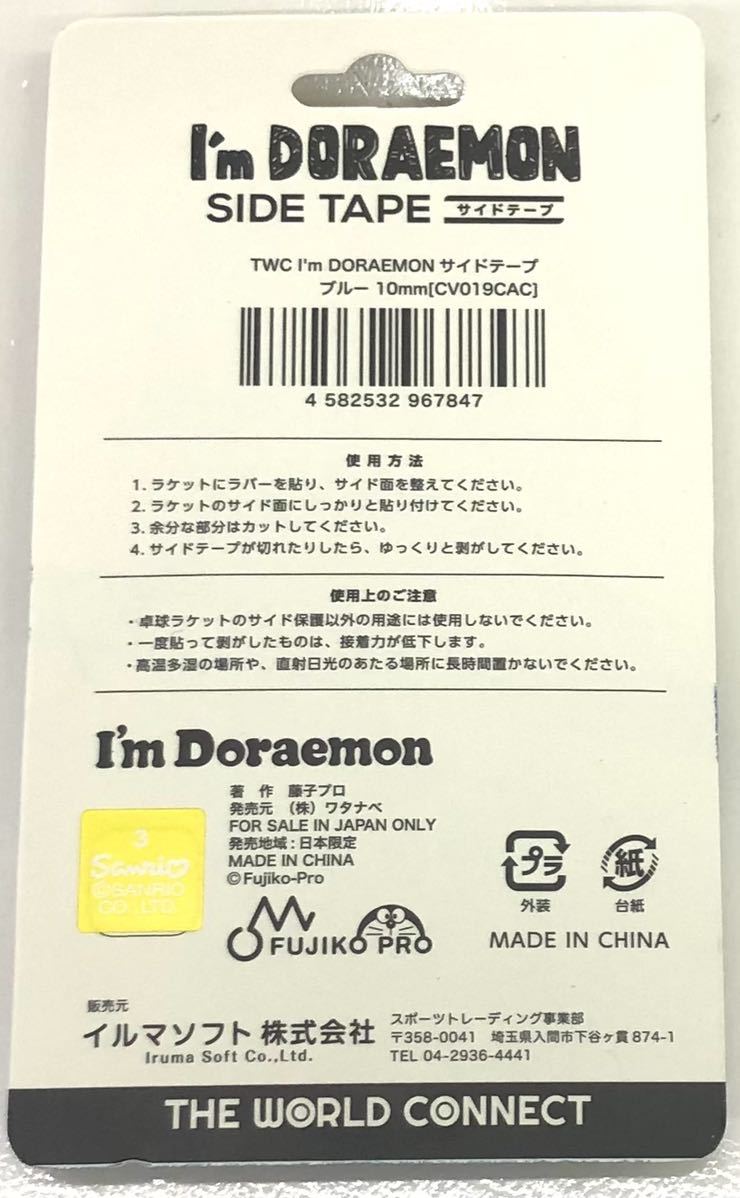 I'm DORAEMON
SIDE TAPE サイドテープ
TWC I'm DORAEMON サイドテープ
ブルー 10mm[CV019CAC]
4 582532 967847
使用方法
1. ラケットにラバーを貼り、サイド面を整えてください。
2. ラケットのサイド面にしっかりと貼り付けてください。
3. 余分な部分はカットしてください。
4. サイドテープが切れたりしたら、ゆっくりと剥がしてください。
使用上のご注意
・卓球ラケットのサイド保護以外の用途には使用しないでください。
・一度貼って剥がしたものは、接着力が低下します。
・高温多湿の場所や、直射日光のあたる場所に長時間置かないでください。
I'm Doraemon
著 作 藤子プロ
発売元 (株)ワタナベ
FOR SALE IN JAPAN ONLY
発売地域:日本限定
MADE IN CHINA
©Fujiko-Pro
3
Sanrio
©SANRIO
CO.,LTD.
FUJIKO PRO
プラ
外装
紙
台紙
MADE IN CHINA
販売元
イルマソフト 株式会社
Iruma Soft Co.,Ltd.
スポーツトレーディング事業部
〒358-0041 埼玉県入間市下谷ヶ貫 874-1
TEL 04-2936-4441
THE WORLD CONNECT